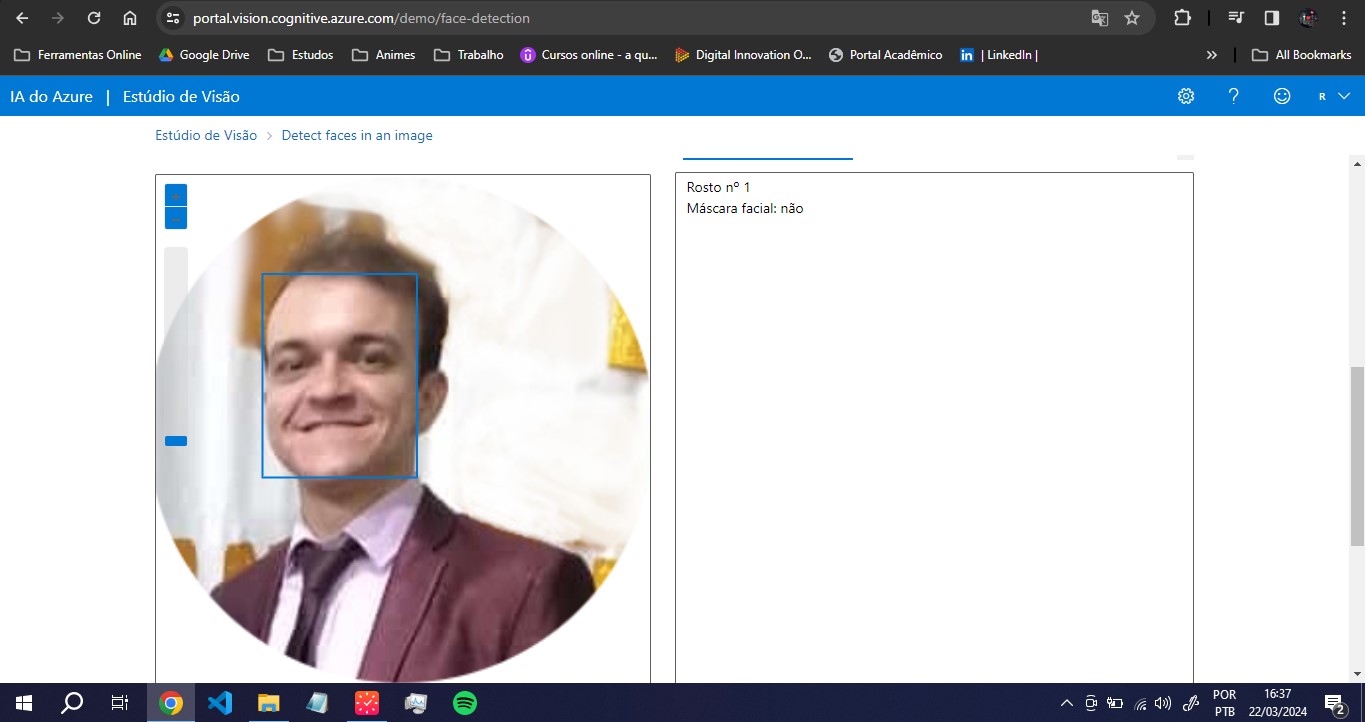 portal.vision.cognitive.azure.com/demo/face-detection
Ferramentas Online
Google Drive
Estudos
Animes
Trabalho
Cursos online - a qu...
Digital Innovation O...
Portal Acadêmico
| LinkedIn |
»
All Bookmarks
IA do Azure | Estúdio de Visão
? R
Estúdio de Visão > Detect faces in an image
+
-
Rosto nº 1
Máscara facial: não
POR
PTB
16:37
22/03/2024
2